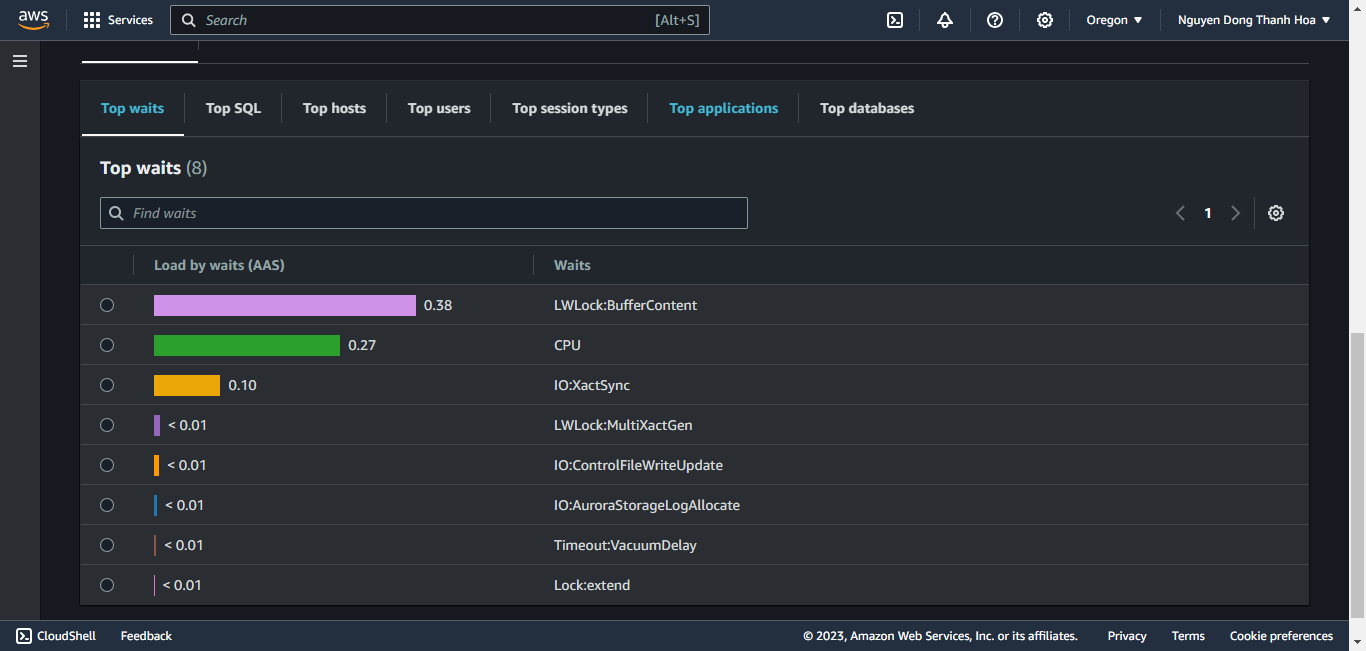 aws Services Search [Alt+S] Oregon Nguyen Dong Thanh Hoa
Top waits Top SQL Top hosts Top users Top session types Top applications Top databases
Top waits (8)
Find waits 1
Load by waits (AAS) Waits
0.38 LWLock:BufferContent
0.27 CPU
0.10 IO:XactSync
< 0.01 LWLock:MultiXactGen
< 0.01 IO:ControlFileWriteUpdate
< 0.01 IO:AuroraStorageLogAllocate
< 0.01 Timeout:VacuumDelay
< 0.01 Lock:extend
CloudShell Feedback © 2023, Amazon Web Services, Inc. or its affiliates. Privacy Terms Cookie preferences